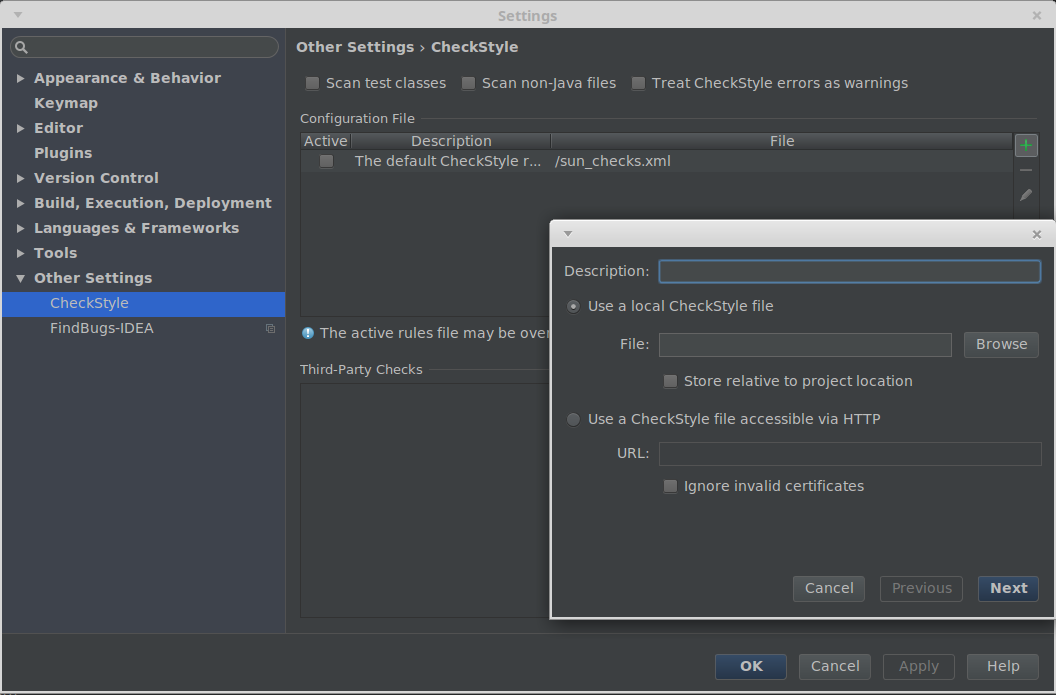 Settings
Other Settings › CheckStyle
Appearance & Behavior
Keymap
Editor
Plugins
Version Control
Build, Execution, Deployment
Languages & Frameworks
Tools
Other Settings
CheckStyle
FindBugs-IDEA
Scan test classes Scan non-Java files Treat CheckStyle errors as warnings
Configuration File
Active Description File
The default CheckStyle r... /sun_checks.xml
The active rules file may be over
Third-Party Checks
Description:
Use a local CheckStyle file
File: Browse
Store relative to project location
Use a CheckStyle file accessible via HTTP
URL:
Ignore invalid certificates
Cancel Previous Next
OK Cancel Apply Help